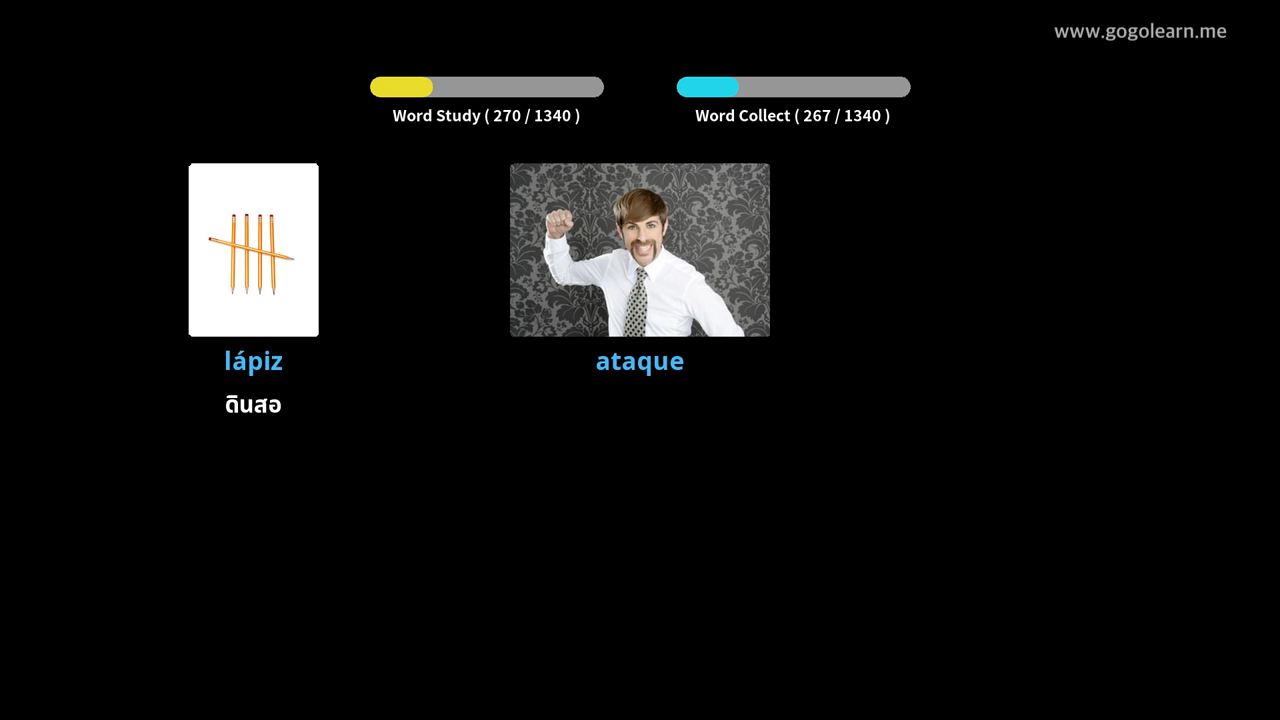 www.gogolearn.me
Word Study ( 270 / 1340 )
Word Collect ( 267 / 1340 )
lápiz
ดินสอ
ataque